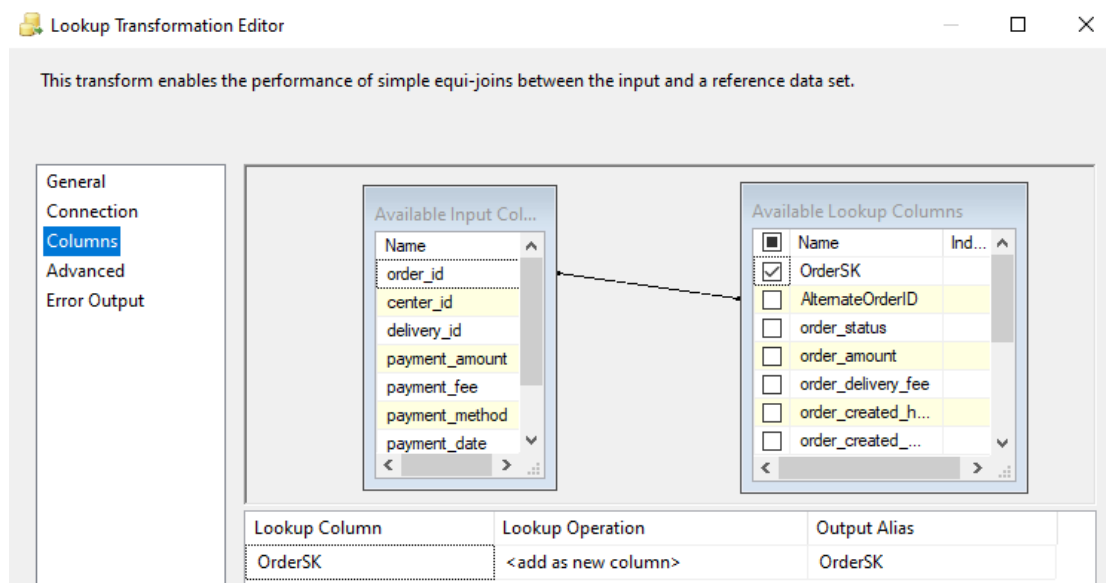 Lookup Transformation Editor
This transform enables the performance of simple equi-joins between the input and a reference data set.
General
Connection
Columns
Advanced
Error Output
Available Input Col...
Name
order_id
center_id
delivery_id
payment_amount
payment_fee
payment_method
payment_date
Available Lookup Columns
Name Ind...
OrderSK
AlternateOrderID
order_status
order_amount
order_delivery_fee
order_created_h...
order_created_...
Lookup Column Lookup Operation Output Alias
OrderSK <add as new column> OrderSK